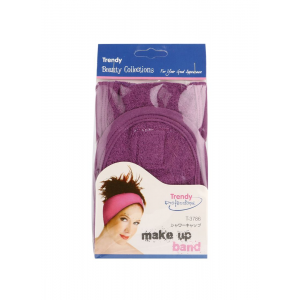 Trendy
Beauty Collections
For Your Good Appearance
Trendy
T-3786
シャワーキャップ
make up
band